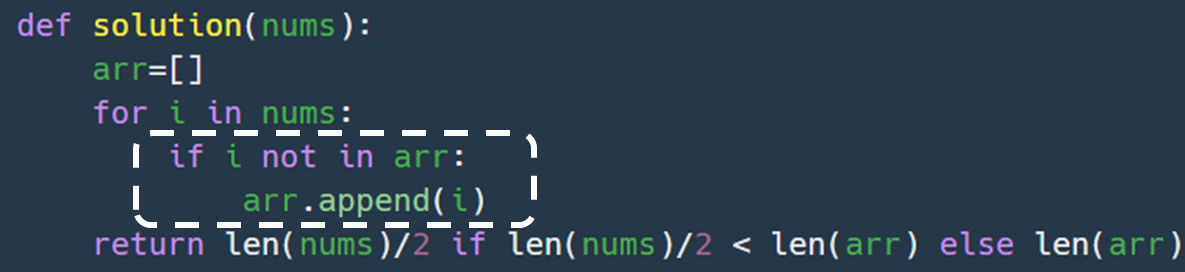 def solution(nums):
    arr=[]
    for i in nums:
        if i not in arr:
            arr.append(i)
    return len(nums)/2 if len(nums)/2 < len(arr) else len(arr)